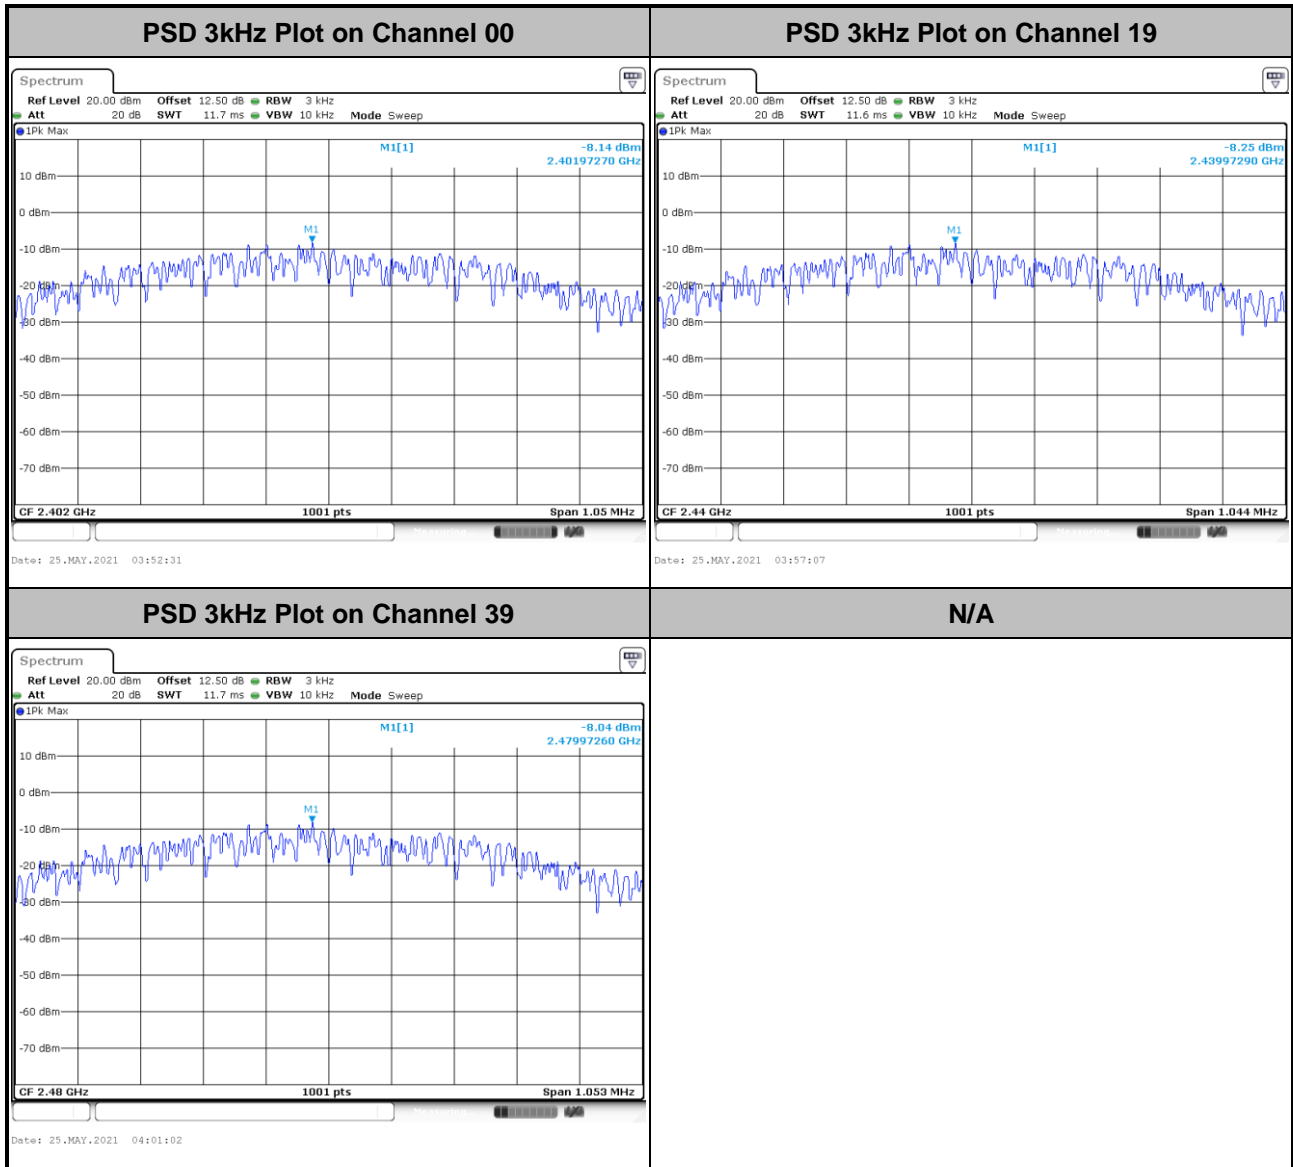 PSD 3kHz Plot on Channel 00
PSD 3kHz Plot on Channel 19
Spectrum
Ref Level 20.00 dBm Offset 12.50 dB RBW 3 kHz
Att 20 dB SWT 11.7 ms VBW 10 kHz Mode Sweep
1Pk Max
M1[1] -8.14 dBm
2.40197270 GHz
10 dBm
0 dBm
M1
-10 dBm
-20 dBm
-30 dBm
-40 dBm
-50 dBm
-60 dBm
-70 dBm
CF 2.402 GHz 1001 pts Span 1.05 MHz
Measuring...
Date: 25.MAY.2021 03:52:31
Spectrum
Ref Level 20.00 dBm Offset 12.50 dB RBW 3 kHz
Att 20 dB SWT 11.6 ms VBW 10 kHz Mode Sweep
1Pk Max
M1[1] -8.25 dBm
2.43997290 GHz
10 dBm
0 dBm
M1
-10 dBm
-20 dBm
-30 dBm
-40 dBm
-50 dBm
-60 dBm
-70 dBm
CF 2.44 GHz 1001 pts Span 1.044 MHz
Measuring...
Date: 25.MAY.2021 03:57:07
PSD 3kHz Plot on Channel 39
N/A
Spectrum
Ref Level 20.00 dBm Offset 12.50 dB RBW 3 kHz
Att 20 dB SWT 11.7 ms VBW 10 kHz Mode Sweep
1Pk Max
M1[1] -8.04 dBm
2.47997260 GHz
10 dBm
0 dBm
M1
-10 dBm
-20 dBm
-30 dBm
-40 dBm
-50 dBm
-60 dBm
-70 dBm
CF 2.48 GHz 1001 pts Span 1.053 MHz
Measuring...
Date: 25.MAY.2021 04:01:02